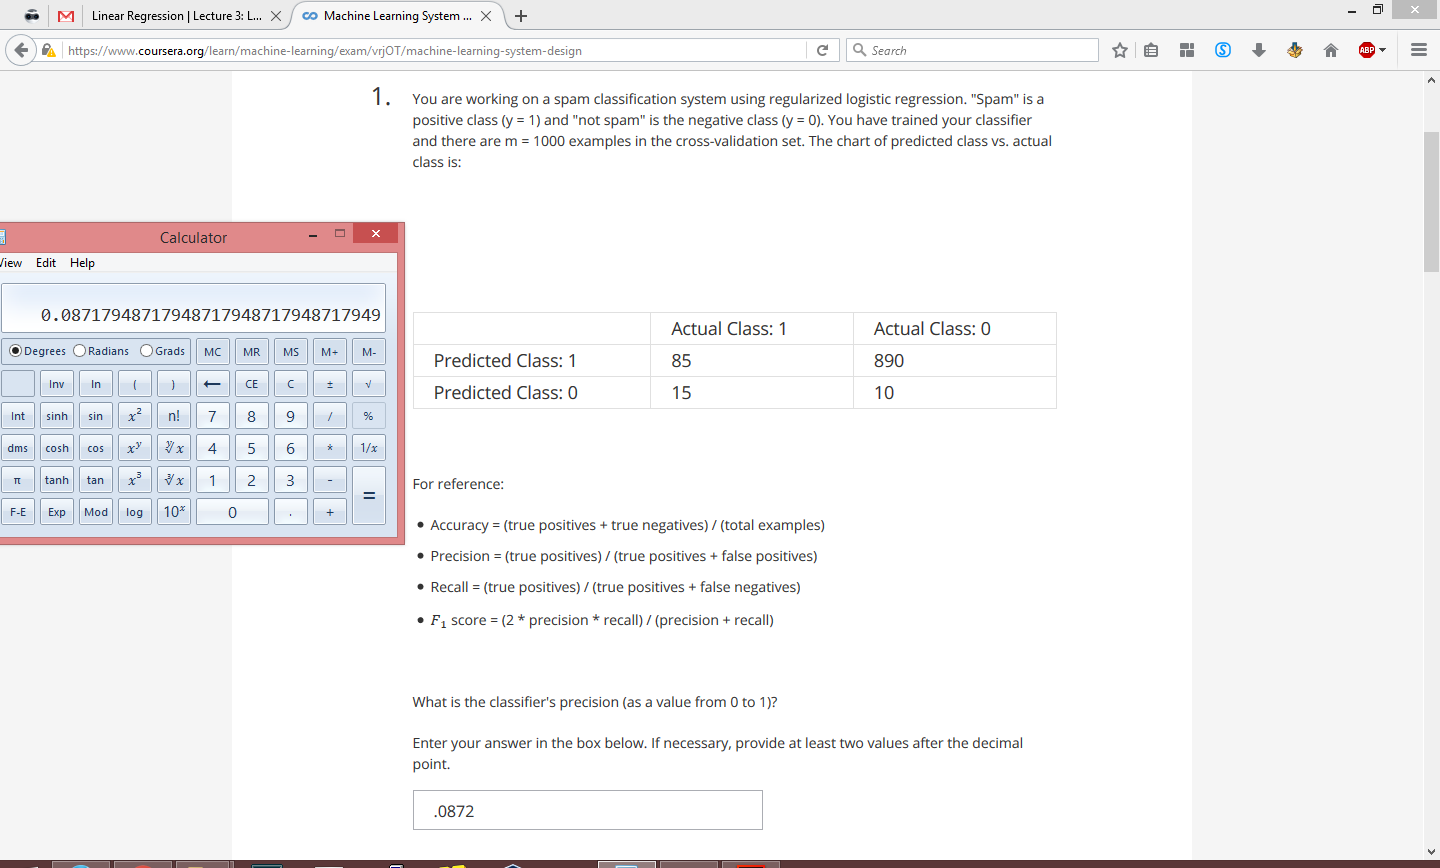 Linear Regression | Lecture 3: L...
Machine Learning System ...
https://www.coursera.org/learn/machine-learning/exam/vrjOT/machine-learning-system-design
Search
ABP
1. You are working on a spam classification system using regularized logistic regression. "Spam" is a
positive class (y = 1) and "not spam" is the negative class (y = 0). You have trained your classifier
and there are m = 1000 examples in the cross-validation set. The chart of predicted class vs. actual
class is:
Calculator
View Edit Help
0.08717948717948717948717948717949
Degrees Radians Grads MC MR MS M+ M-
Inv ln ( ) ← CE C ± √
Int sinh sin x² n! 7 8 9 / %
dms cosh cos xʸ ʸ√x 4 5 6 * 1/x
π tanh tan x³ ³√x 1 2 3 - =
F-E Exp Mod log 10ˣ 0 . +
Actual Class: 1 Actual Class: 0
Predicted Class: 1 85 890
Predicted Class: 0 15 10
For reference:
• Accuracy = (true positives + true negatives) / (total examples)
• Precision = (true positives) / (true positives + false positives)
• Recall = (true positives) / (true positives + false negatives)
• F₁ score = (2 * precision * recall) / (precision + recall)
What is the classifier's precision (as a value from 0 to 1)?
Enter your answer in the box below. If necessary, provide at least two values after the decimal
point.
.0872